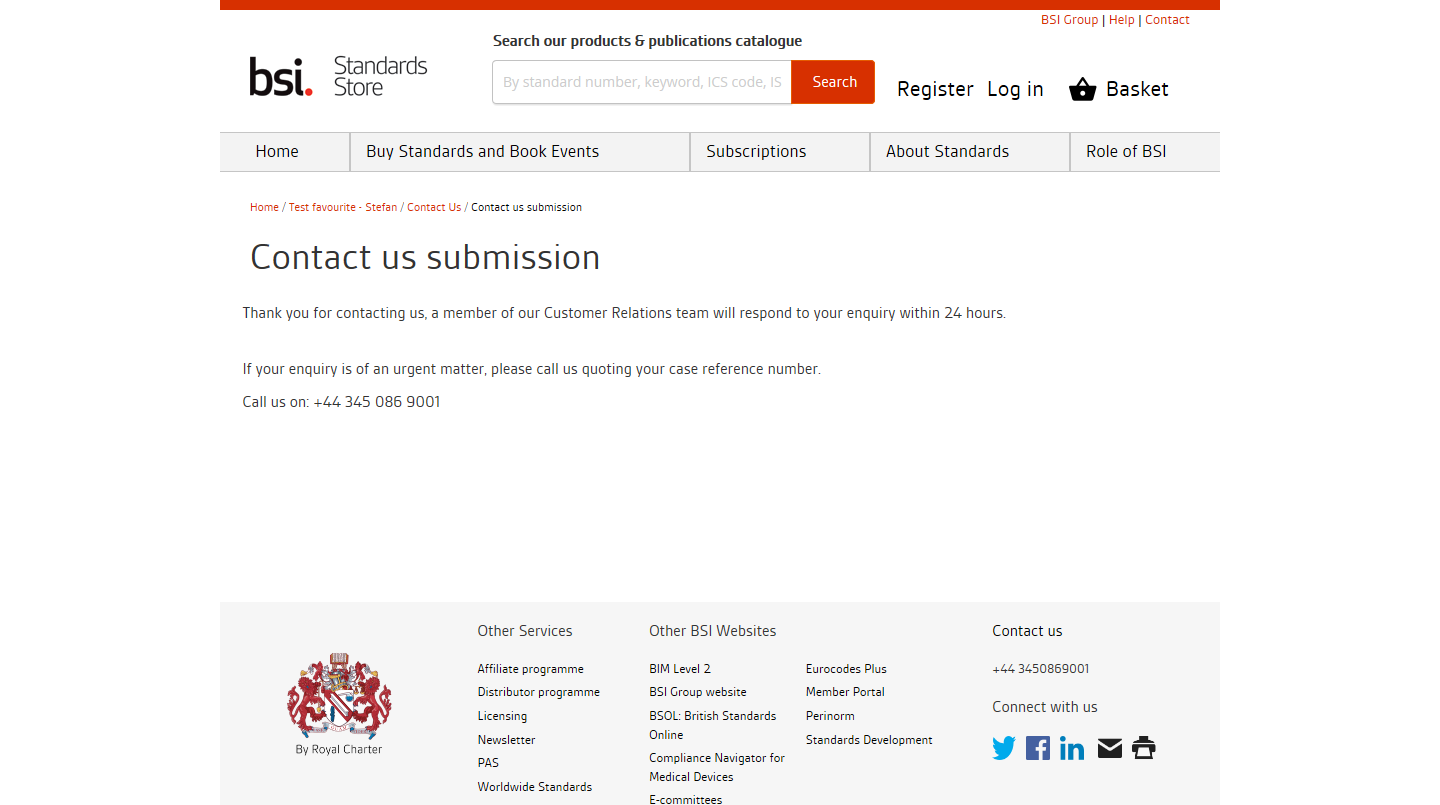 BSI Group | Help | Contact
Search our products & publications catalogue
bsi. Standards Store
By standard number, keyword, ICS code, IS
Search
Register Log in Basket
Home Buy Standards and Book Events Subscriptions About Standards Role of BSI
Home / Test favourite - Stefan / Contact Us / Contact us submission
Contact us submission
Thank you for contacting us, a member of our Customer Relations team will respond to your enquiry within 24 hours.
If your enquiry is of an urgent matter, please call us quoting your case reference number.
Call us on: +44 345 086 9001
By Royal Charter
Other Services
Affiliate programme
Distributor programme
Licensing
Newsletter
PAS
Worldwide Standards
Other BSI Websites
BIM Level 2
BSI Group website
BSOL: British Standards
Online
Compliance Navigator for
Medical Devices
E-committees
Eurocodes Plus
Member Portal
Perinorm
Standards Development
Contact us
+44 3450869001
Connect with us